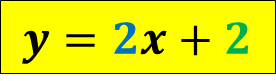 y = 2x + 2